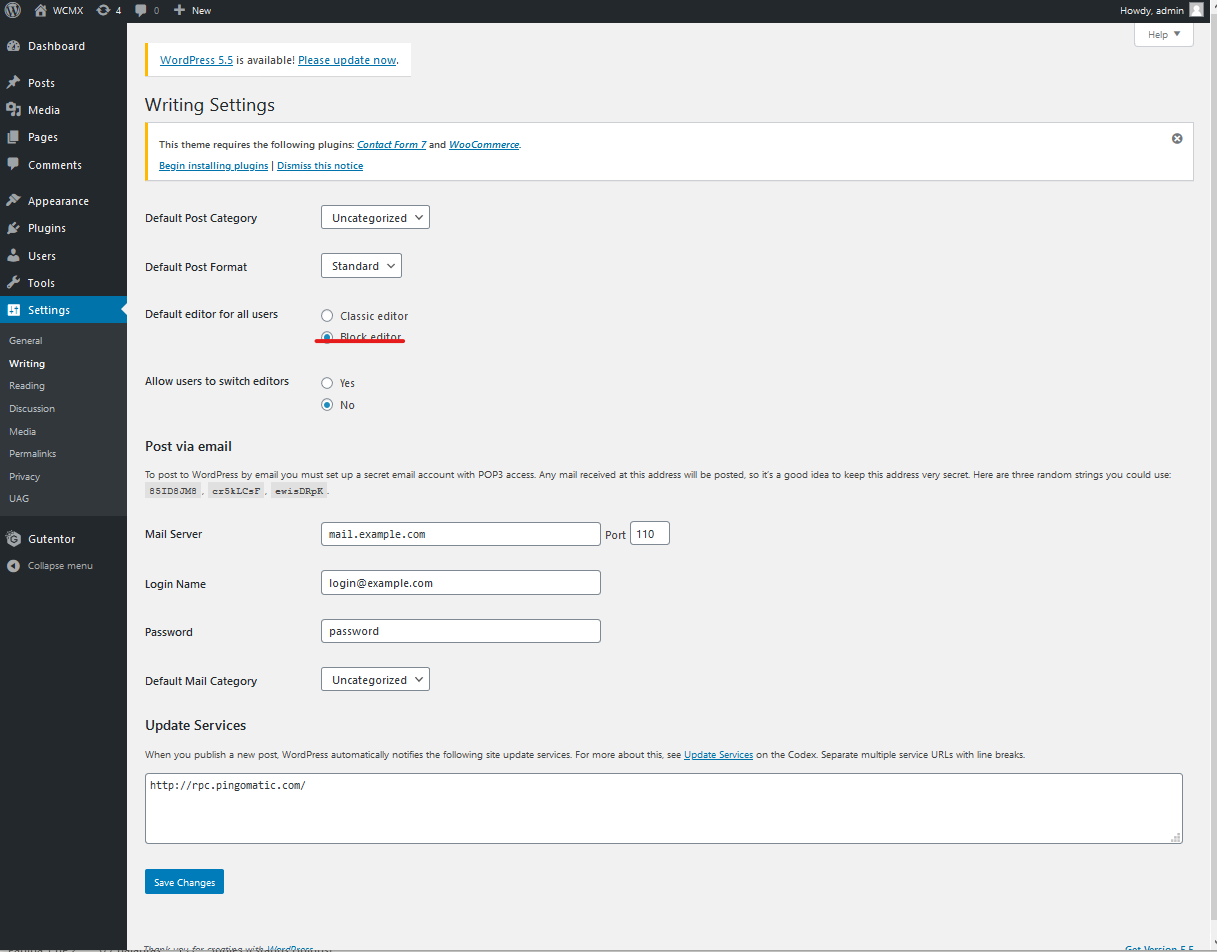 WCMX 4 0 New Howdy, admin
Help
Dashboard
Posts
Media
Pages
Comments
Appearance
Plugins
Users
Tools
Settings
General
Writing
Reading
Discussion
Media
Permalinks
Privacy
UAG
Gutentor
Collapse menu
WordPress 5.5 is available! Please update now.
Writing Settings
This theme requires the following plugins: Contact Form 7 and WooCommerce.
Begin installing plugins | Dismiss this notice
Default Post Category Uncategorized
Default Post Format Standard
Default editor for all users Classic editor
Block editor
Allow users to switch editors Yes
No
Post via email
To post to WordPress by email you must set up a secret email account with POP3 access. Any mail received at this address will be posted, so it's a good idea to keep this address very secret. Here are three random strings you could use:
85ID8JM8, cr5kLCsF, ewisDRpK.
Mail Server mail.example.com Port 110
Login Name login@example.com
Password password
Default Mail Category Uncategorized
Update Services
When you publish a new post, WordPress automatically notifies the following site update services. For more about this, see Update Services on the Codex. Separate multiple service URLs with line breaks.
http://rpc.pingomatic.com/
Save Changes
Thank you for creating with WordPress. Get Version 5.5